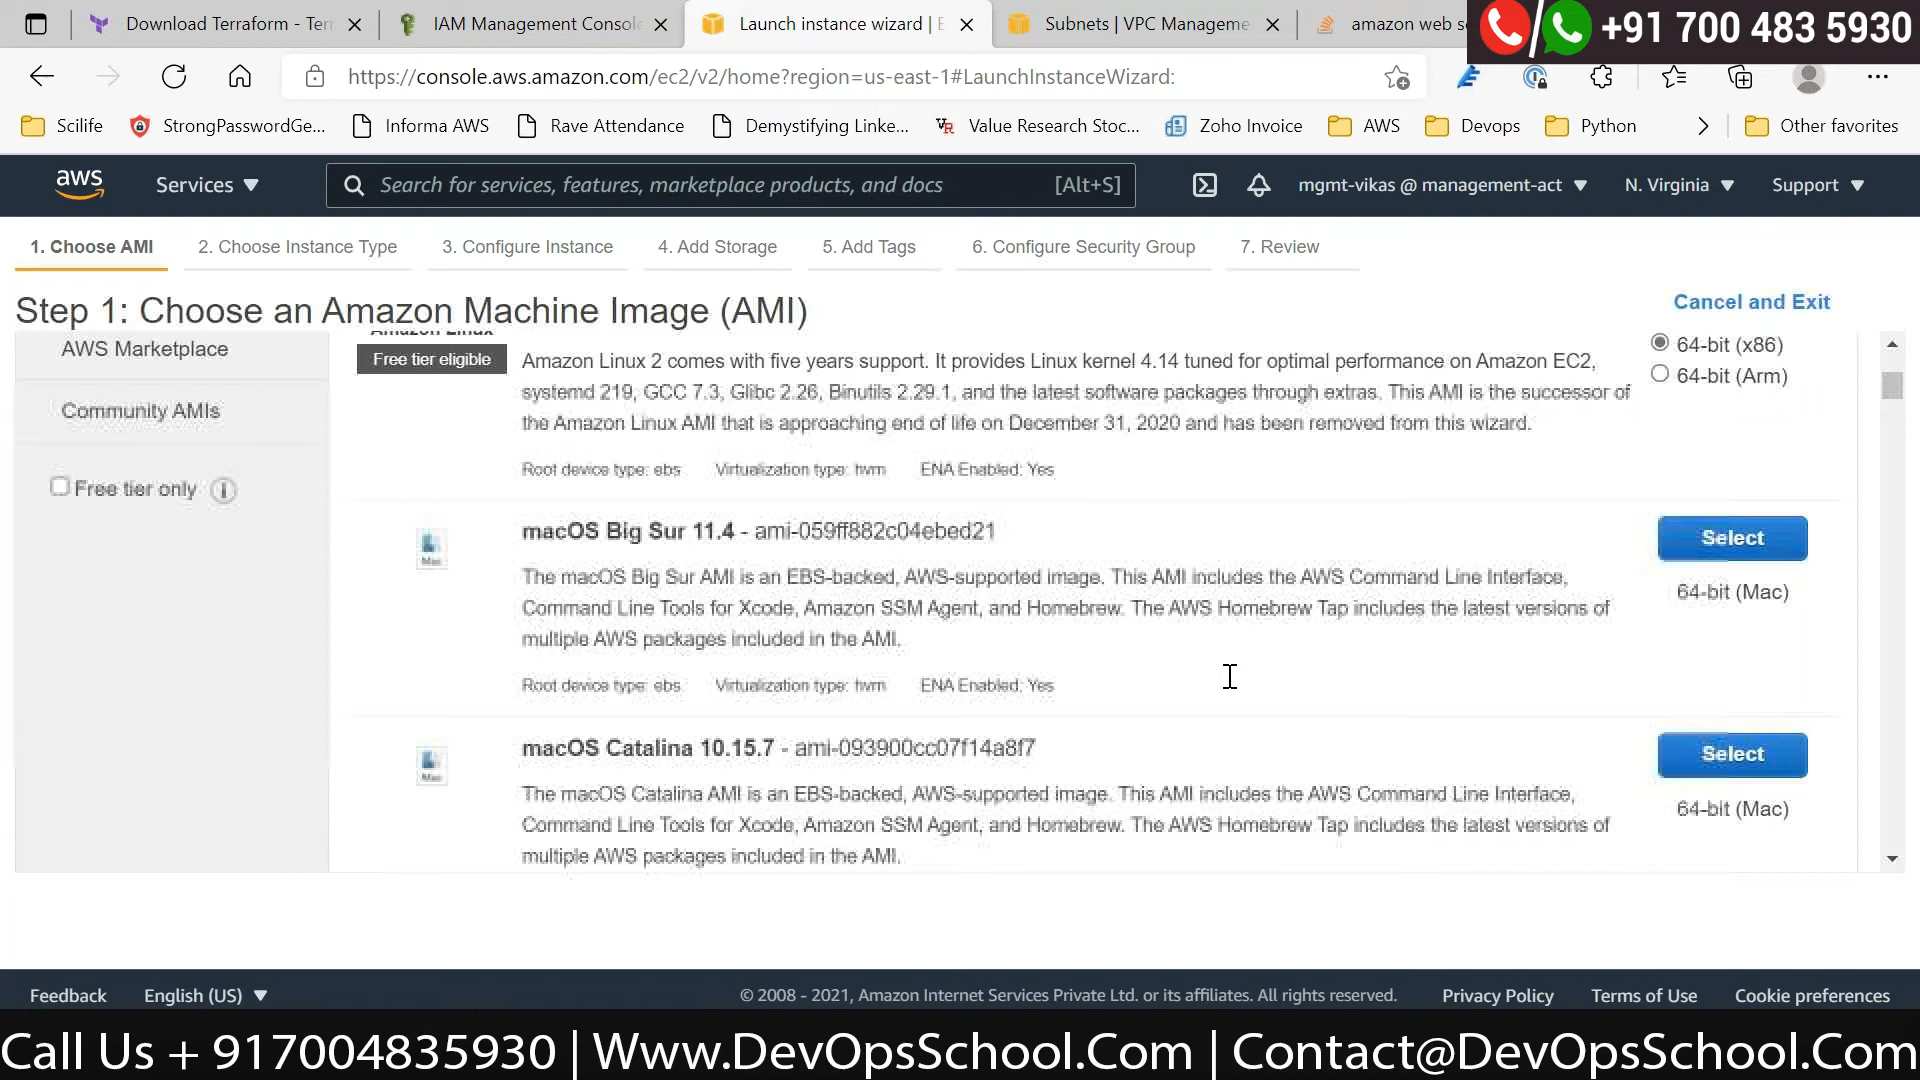 Download Terraform - Terr
IAM Management Console
Launch instance wizard | E
Subnets | VPC Manageme
amazon web se
+91 700 483 5930
https://console.aws.amazon.com/ec2/v2/home?region=us-east-1#LaunchInstanceWizard:
Scilife
StrongPasswordGe...
Informa AWS
Rave Attendance
Demystifying Linke...
Value Research Stoc...
Zoho Invoice
AWS
Devops
Python
Other favorites
aws
Services
Search for services, features, marketplace products, and docs
[Alt+S]
mgmt-vikas @ management-act
N. Virginia
Support
1. Choose AMI
2. Choose Instance Type
3. Configure Instance
4. Add Storage
5. Add Tags
6. Configure Security Group
7. Review
Step 1: Choose an Amazon Machine Image (AMI)
Cancel and Exit
AWS Marketplace
Community AMIs
Free tier only
Amazon Linux
Free tier eligible
Amazon Linux 2 comes with five years support. It provides Linux kernel 4.14 tuned for optimal performance on Amazon EC2,
systemd 219, GCC 7.3, Glibc 2.26, Binutils 2.29.1, and the latest software packages through extras. This AMI is the successor of
the Amazon Linux AMI that is approaching end of life on December 31, 2020 and has been removed from this wizard.
Root device type: ebs Virtualization type: hvm ENA Enabled: Yes
64-bit (x86)
64-bit (Arm)
macOS Big Sur 11.4 - ami-059ff882c04ebed21
Mac
The macOS Big Sur AMI is an EBS-backed, AWS-supported image. This AMI includes the AWS Command Line Interface,
Command Line Tools for Xcode, Amazon SSM Agent, and Homebrew. The AWS Homebrew Tap includes the latest versions of
multiple AWS packages included in the AMI.
Root device type: ebs Virtualization type: hvm ENA Enabled: Yes
Select
64-bit (Mac)
macOS Catalina 10.15.7 - ami-093900cc07f14a8f7
Mac
The macOS Catalina AMI is an EBS-backed, AWS-supported image. This AMI includes the AWS Command Line Interface,
Command Line Tools for Xcode, Amazon SSM Agent, and Homebrew. The AWS Homebrew Tap includes the latest versions of
multiple AWS packages included in the AMI.
Select
64-bit (Mac)
Feedback
English (US)
© 2008 - 2021, Amazon Internet Services Private Ltd. or its affiliates. All rights reserved.
Privacy Policy
Terms of Use
Cookie preferences
Call Us + 917004835930 | Www.DevOpsSchool.Com | Contact@DevOpsSchool.Com